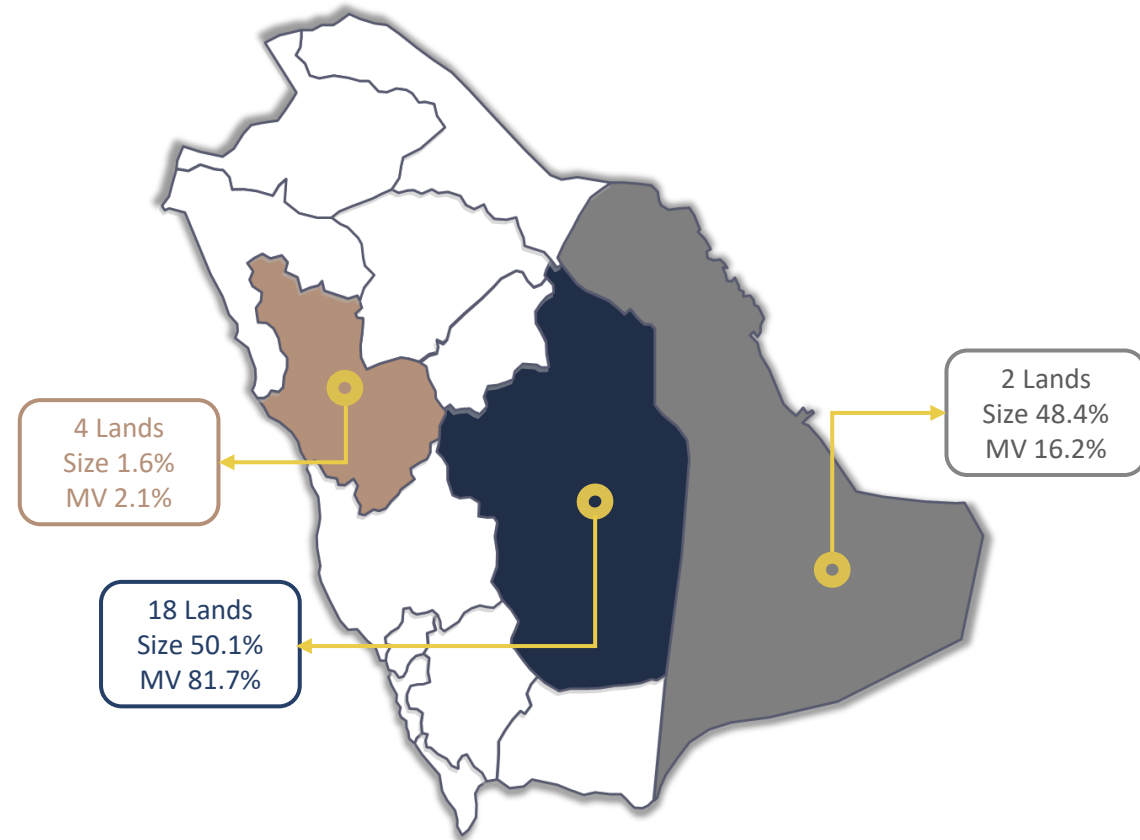 2 Lands
Size 48.4%
MV 16.2%
4 Lands
Size 1.6%
MV 2.1%
18 Lands
Size 50.1%
MV 81.7%